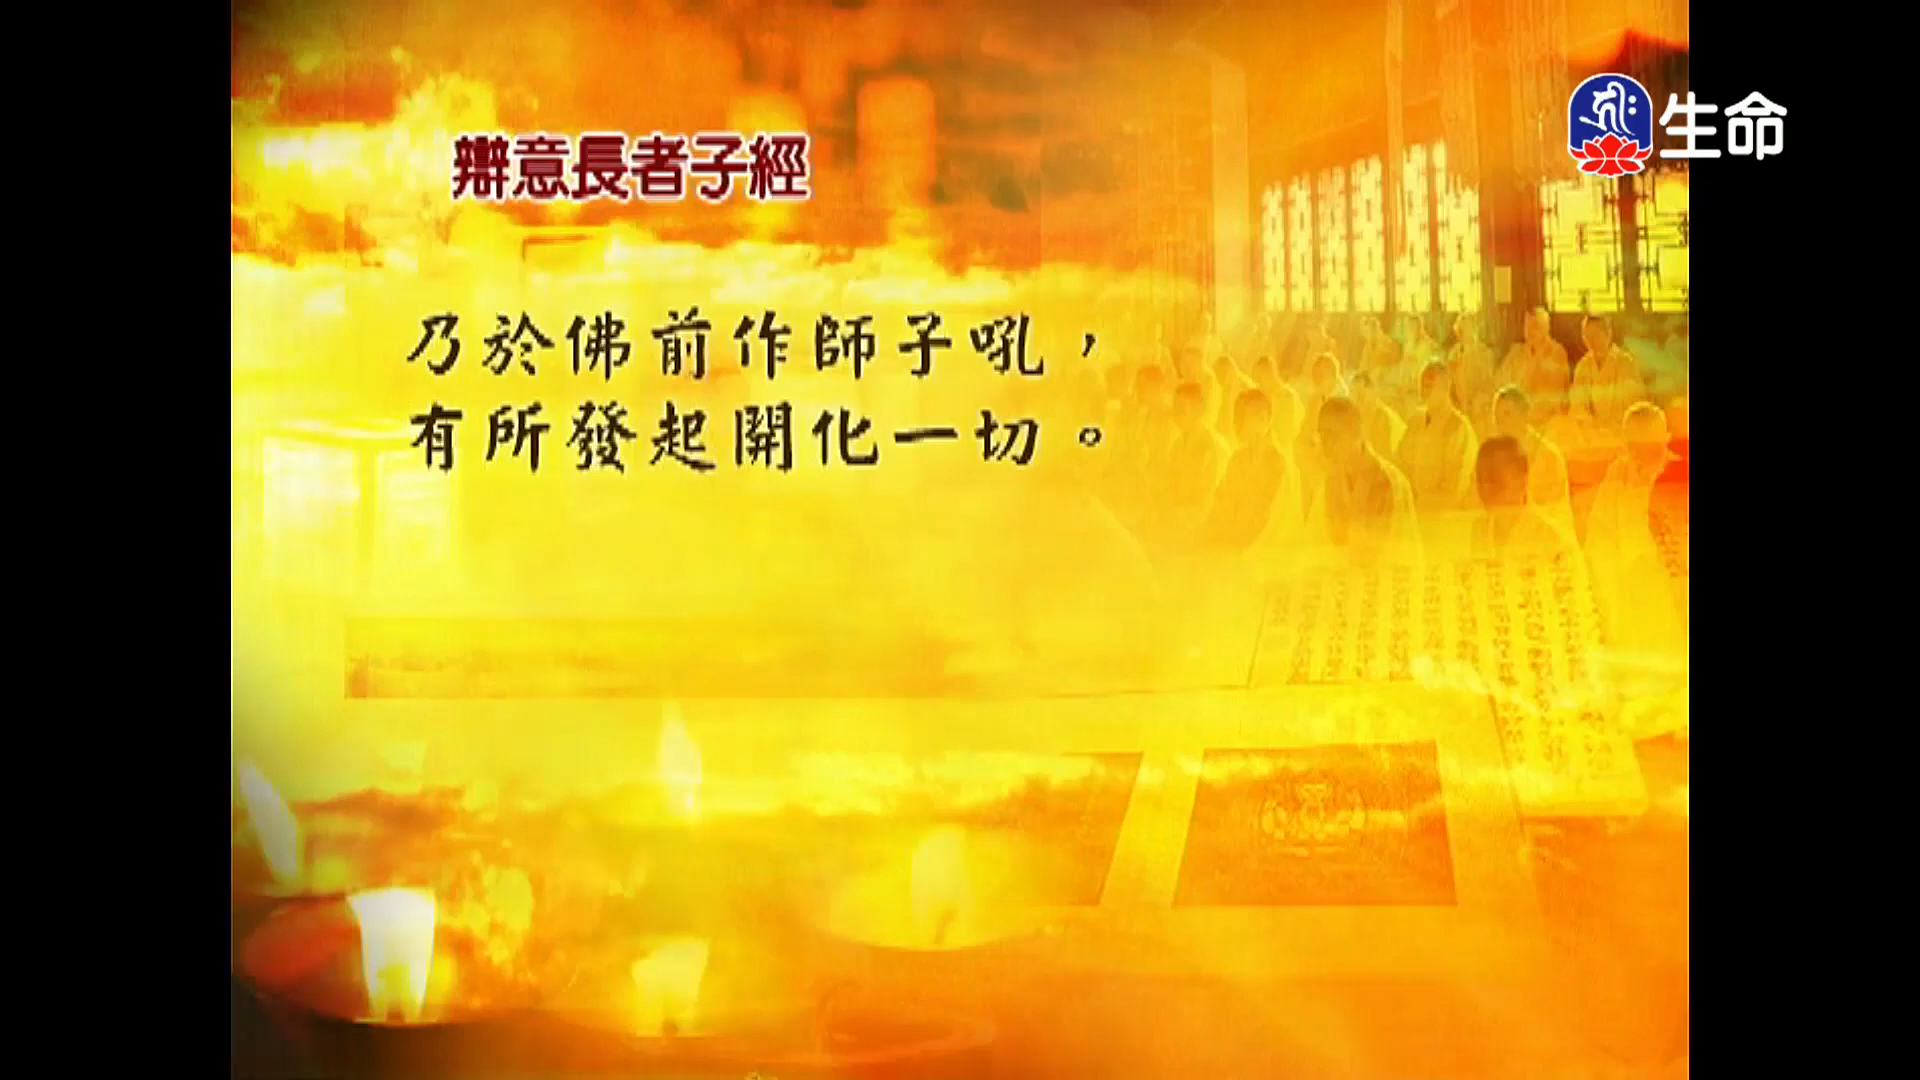 辯意長者子經
生命
乃於佛前作師子吼，
有所發起開化一切。